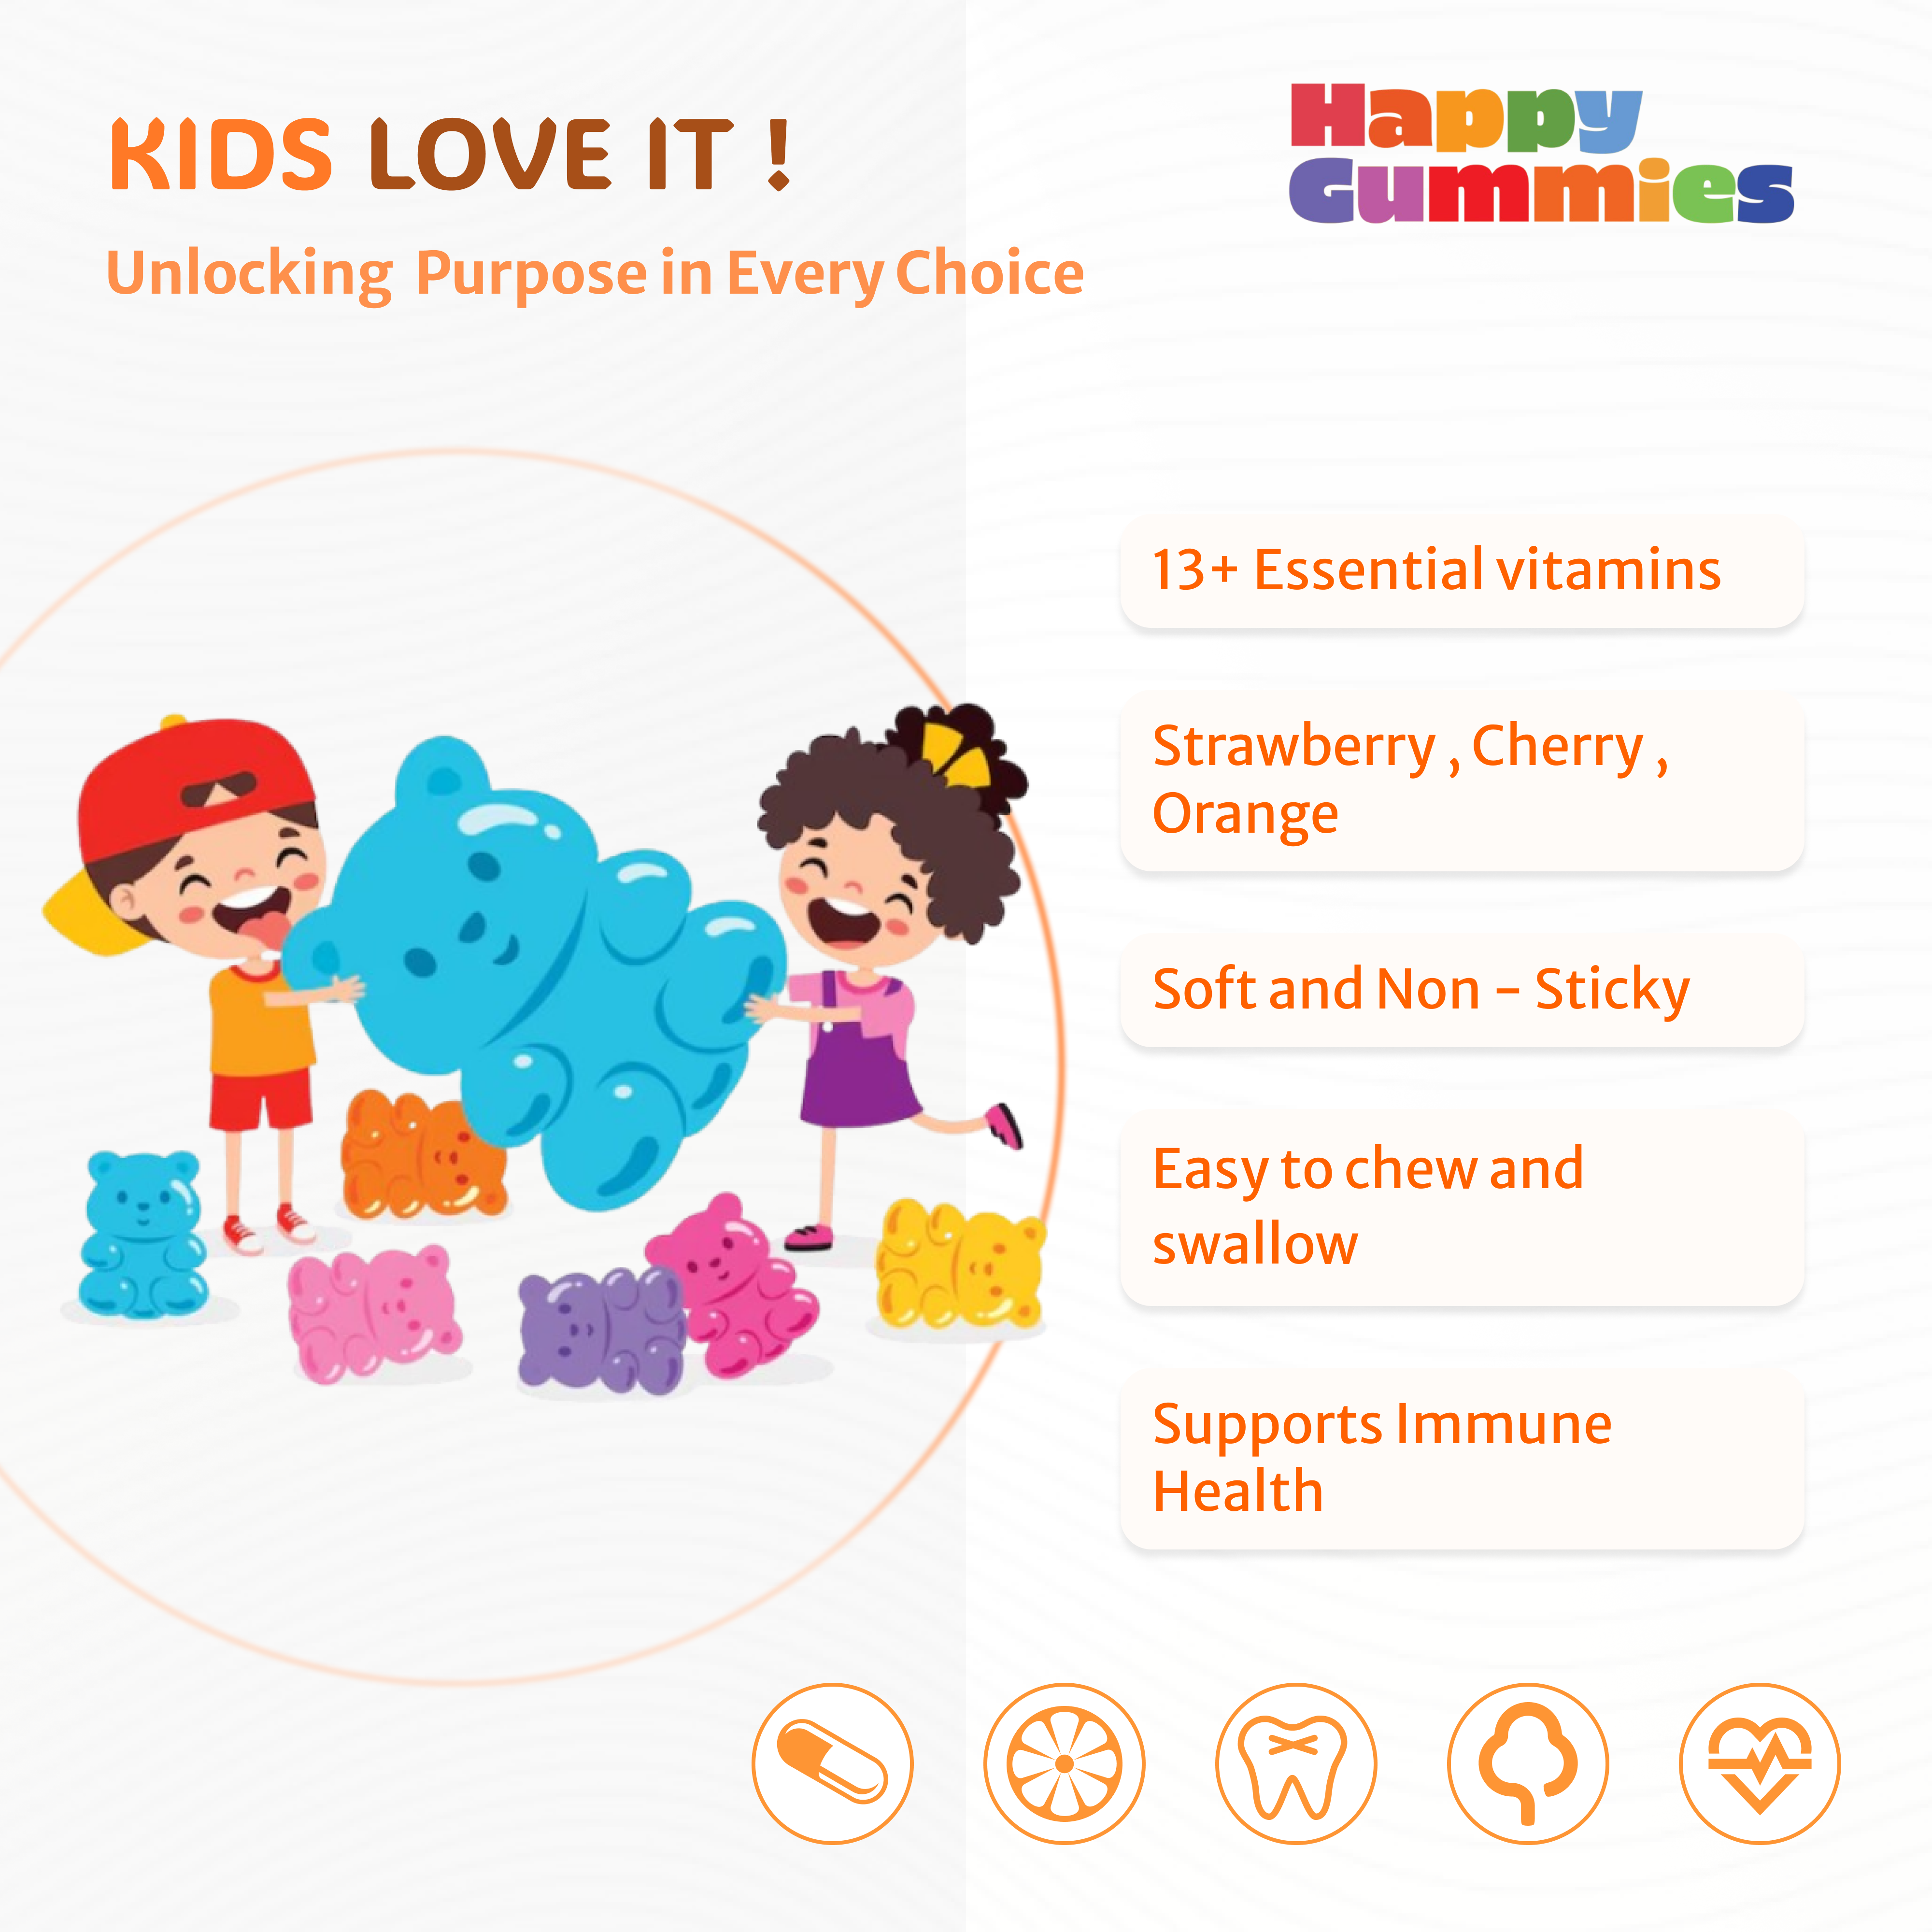 KIDS LOVE IT !
Unlocking Purpose in Every Choice
Happy
Gummies
13+ Essential vitamins
Strawberry , Cherry ,
Orange
Soft and Non - Sticky
Easy to chew and
swallow
Supports Immune
Health